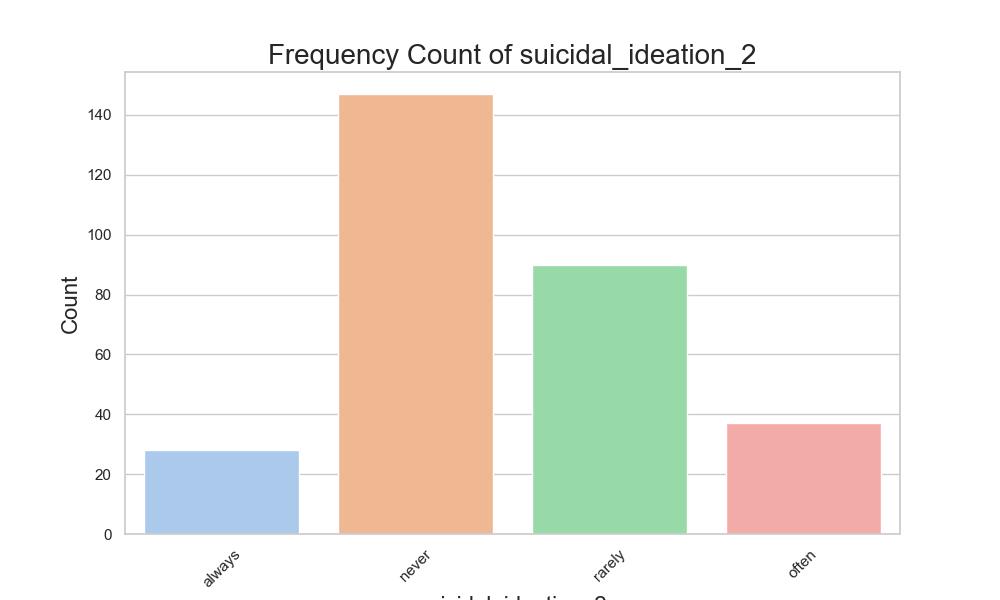 Frequency Count of suicidal_ideation_2
140
120
100
80
60
40
20
0
Count
always
never
rarely
often